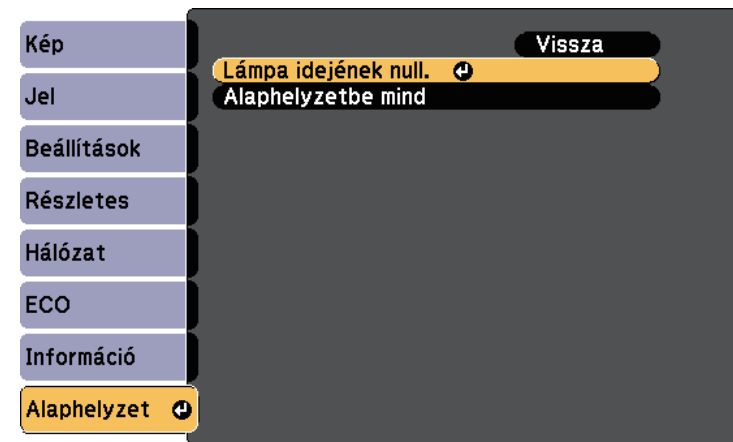 Kép
Jel
Beállítások
Részletes
Hálózat
ECO
Információ
Alaphelyzet
Vissza
Lámpa idejének null.
Alaphelyzetbe mind